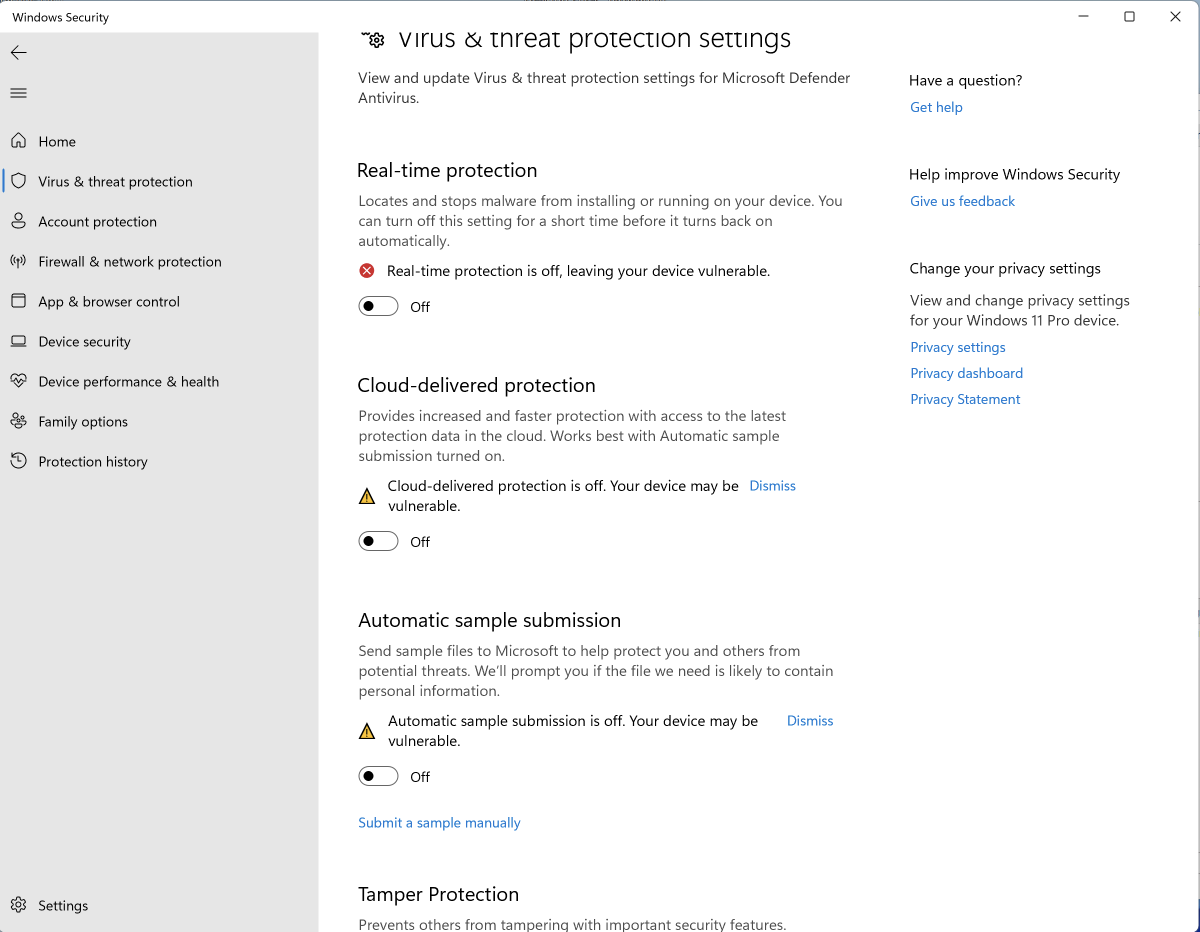 Windows Security
Home
Virus & threat protection
Account protection
Firewall & network protection
App & browser control
Device security
Device performance & health
Family options
Protection history
Settings
Virus & threat protection settings
View and update Virus & threat protection settings for Microsoft Defender
Antivirus.
Real-time protection
Locates and stops malware from installing or running on your device. You
can turn off this setting for a short time before it turns back on
automatically.
Real-time protection is off, leaving your device vulnerable.
Off
Cloud-delivered protection
Provides increased and faster protection with access to the latest
protection data in the cloud. Works best with Automatic sample
submission turned on.
Cloud-delivered protection is off. Your device may be Dismiss
vulnerable.
Off
Automatic sample submission
Send sample files to Microsoft to help protect you and others from
potential threats. We'll prompt you if the file we need is likely to contain
personal information.
Automatic sample submission is off. Your device may be Dismiss
vulnerable.
Off
Submit a sample manually
Tamper Protection
Prevents others from tampering with important security features.
Have a question?
Get help
Help improve Windows Security
Give us feedback
Change your privacy settings
View and change privacy settings
for your Windows 11 Pro device.
Privacy settings
Privacy dashboard
Privacy Statement